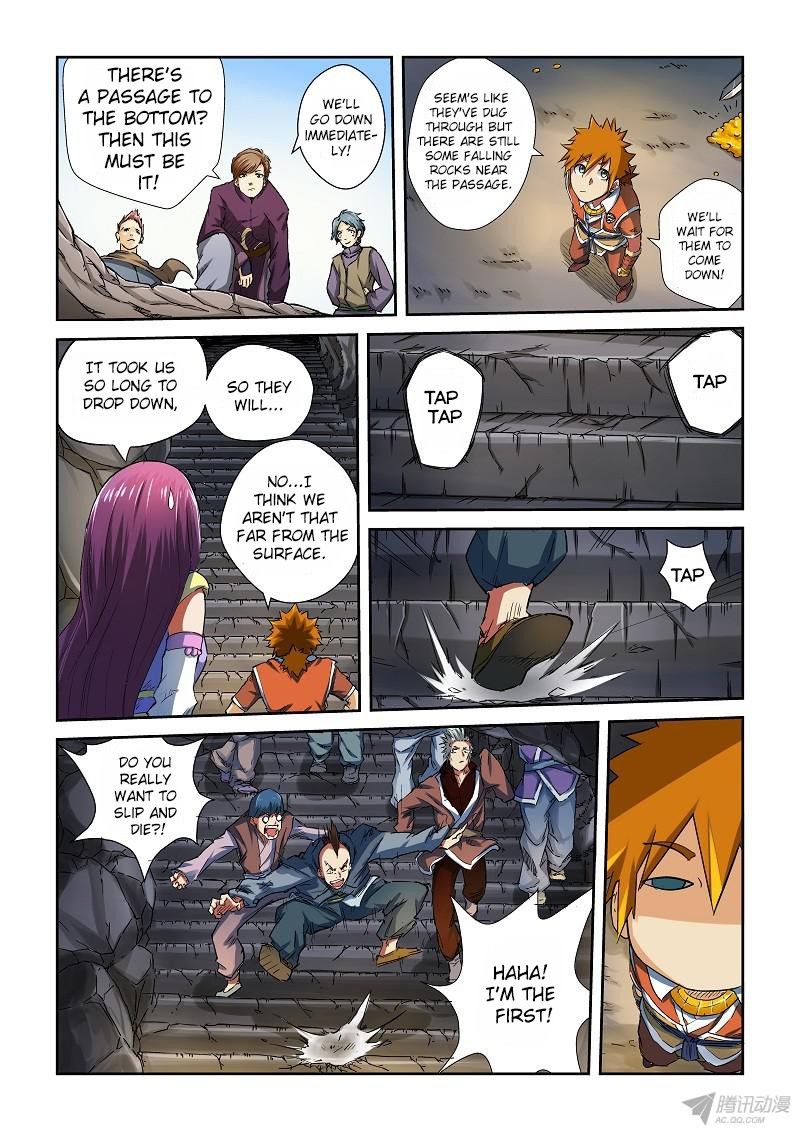 THERE'S
A PASSAGE TO
THE BOTTOM?
THEN THIS
MUST BE
IT!
WE'LL
GO DOWN
IMMEDIATE-
LY!
SEEM'S LIKE
THEY'VE DUG
THROUGH BUT
THERE ARE STILL
SOME FALLING
ROCKS NEAR
THE PASSAGE.
WE'LL
WAIT FOR
THEM TO
COME
DOWN!
IT TOOK US
SO LONG TO
DROP DOWN,
SO THEY
WILL...
NO...I
THINK WE
AREN'T THAT
FAR FROM THE
SURFACE.
TAP
TAP
TAP
TAP
DO YOU
REALLY
WANT TO
SLIP AND
DIE?!
HAHA!
I'M THE
FIRST!
腾讯动漫
AC.QQ.COM